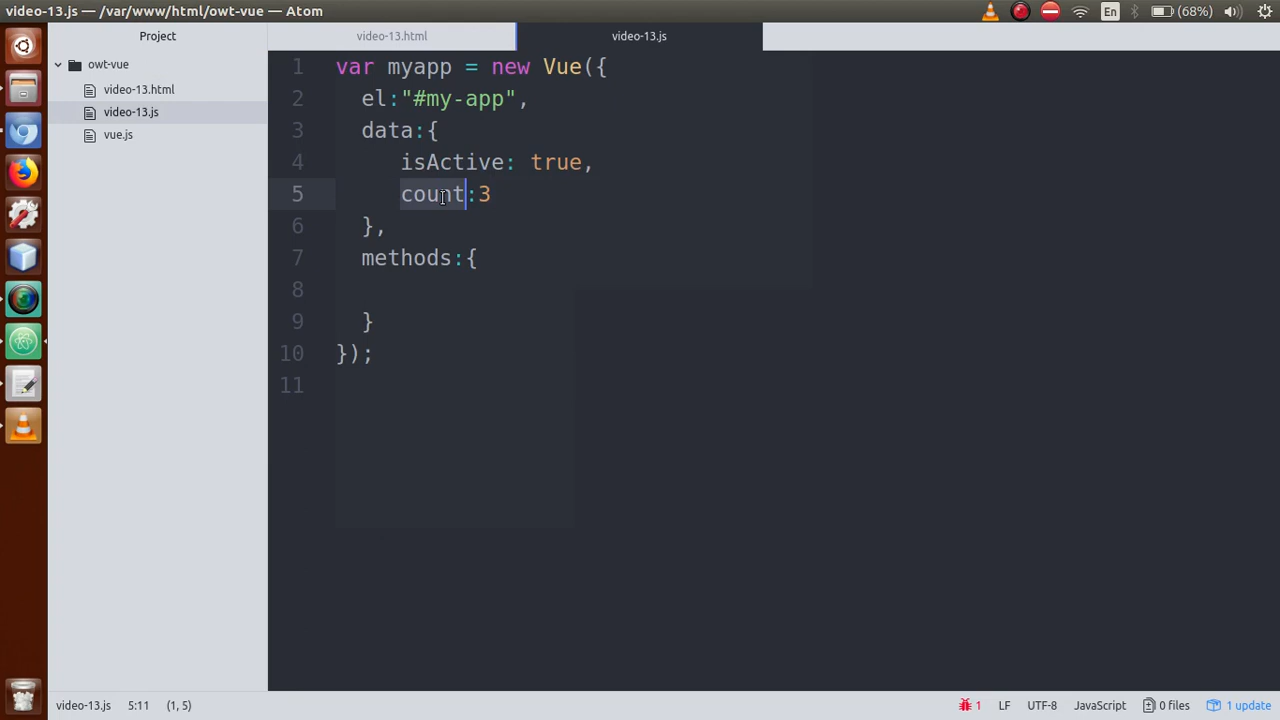 video-13.js — /var/www/html/owt-vue — Atom
En
(68%)
Project
video-13.html
video-13.js
owt-vue
video-13.html
video-13.js
vue.js
1 var myapp = new Vue({
2 el:"#my-app",
3 data:{
4 isActive: true,
5 count:3
6 },
7 methods:{
8
9 }
10 });
11
video-13.js 5:11 (1, 5)
1 LF UTF-8 JavaScript 0 files 1 update